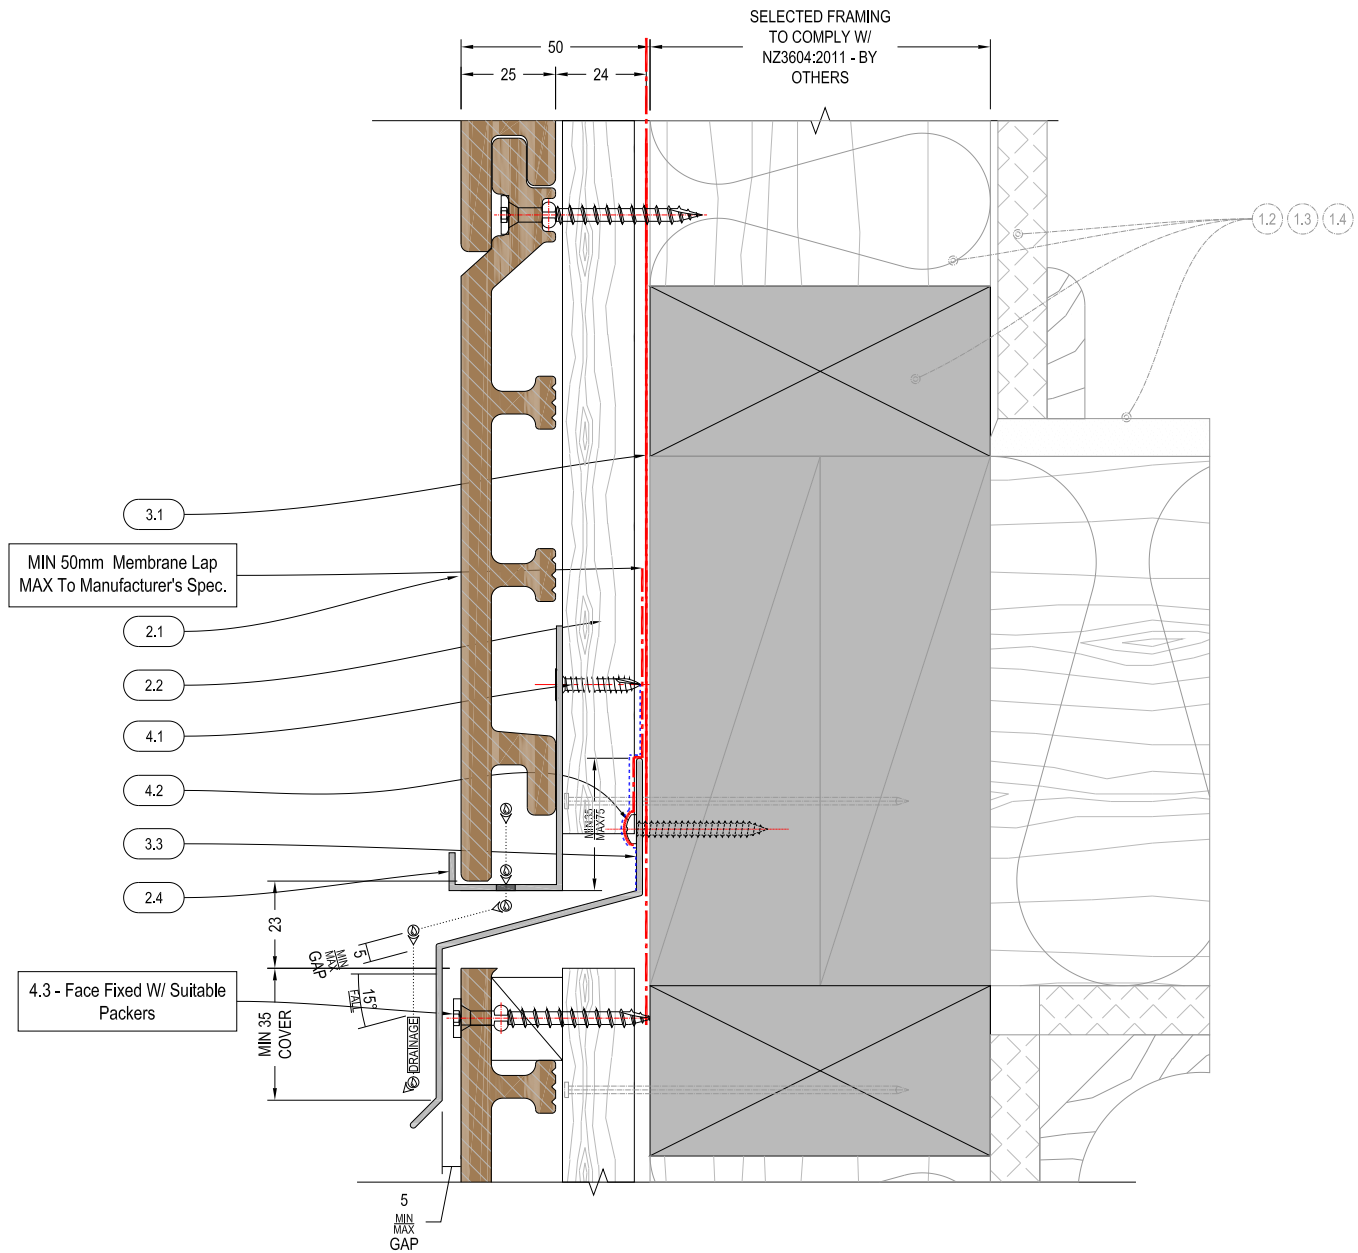 SELECTED FRAMING
TO COMPLY W/
NZ3604:2011 - BY
OTHERS
50
25
24
1.2
1.3
1.4
3.1
MIN 50mm Membrane Lap
MAX To Manufacturer's Spec.
2.1
2.2
4.1
4.2
3.3
2.4
MIN 35
MAX 75
23
5
MIN
MAX
GAP
15°
FALL
4.3 - Face Fixed W/ Suitable
Packers
MIN 35
COVER
DRAINAGE
5
MIN
MAX
GAP